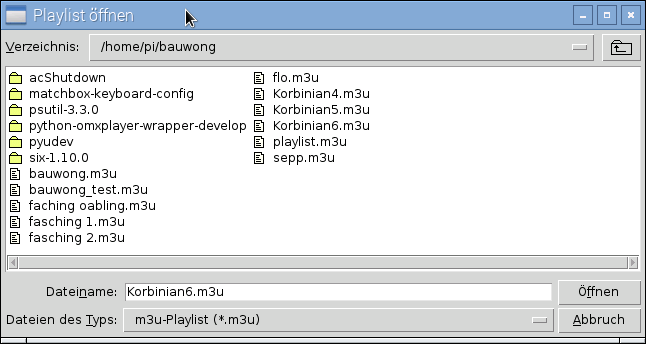 Playlist öffnen
Verzeichnis: /home/pi/bauwong
acShutdown
matchbox-keyboard-config
psutil-3.3.0
python-omxplayer-wrapper-develop
pyudev
six-1.10.0
bauwong.m3u
bauwong_test.m3u
faching oabling.m3u
fasching 1.m3u
fasching 2.m3u
flo.m3u
Korbinian4.m3u
Korbinian5.m3u
Korbinian6.m3u
playlist.m3u
sepp.m3u
Dateiname: Korbinian6.m3u Öffnen
Dateien des Typs: m3u-Playlist (*.m3u) Abbruch